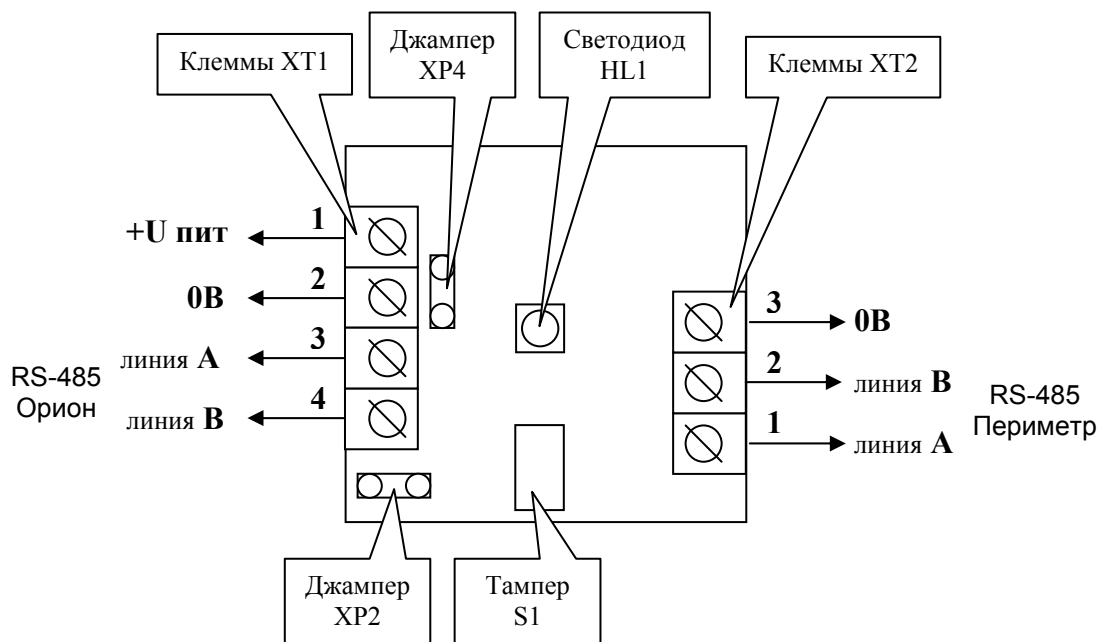 Клеммы XT1
Джампер
XP4
Светодиод
HL1
Клеммы XT2
+U пит
1
0В
2
линия А
3
линия В
4
RS-485
Орион
3
0В
2
линия В
1
линия А
RS-485
Периметр
Джампер
XP2
Тампер
S1